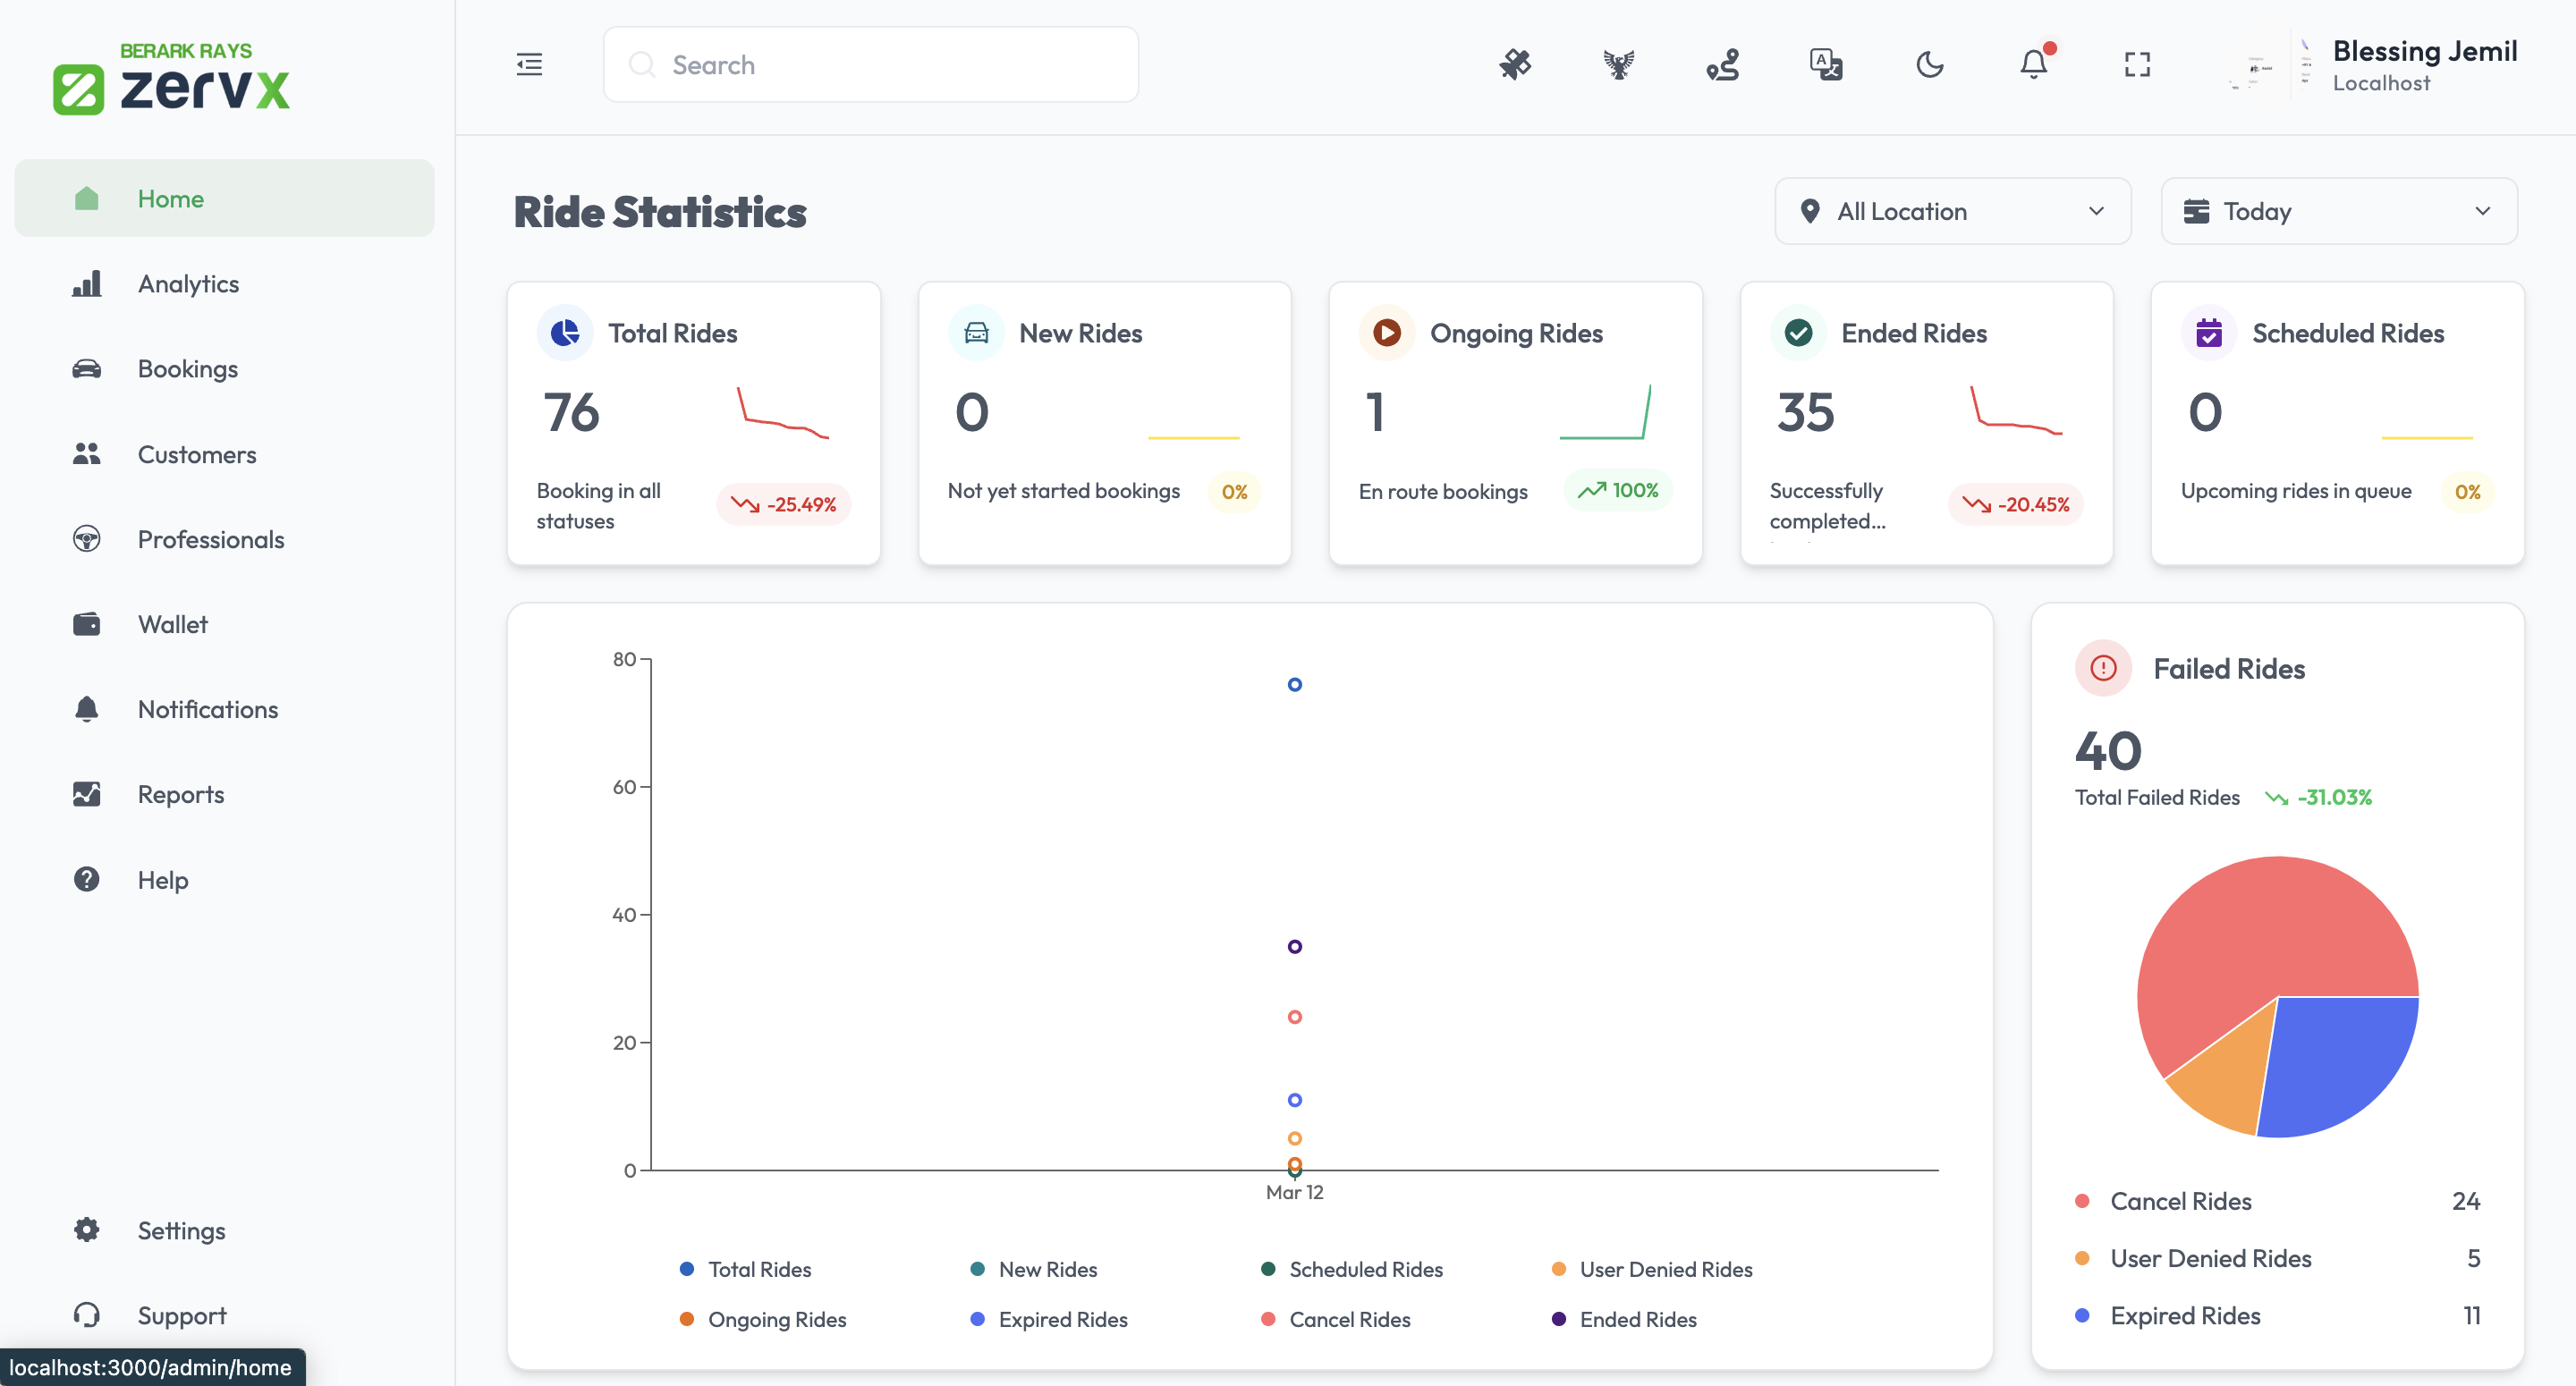 BERARK RAYS
zervx
Search
Blessing Jemil
Localhost
Home
Analytics
Bookings
Customers
Professionals
Wallet
Notifications
Reports
Help
Settings
Support
localhost:3000/admin/home
Ride Statistics
All Location
Today
Total Rides
76
Booking in all
statuses
-25.49%
New Rides
0
Not yet started bookings
0%
Ongoing Rides
1
En route bookings
100%
Ended Rides
35
Successfully
completed...
-20.45%
Scheduled Rides
0
Upcoming rides in queue
0%
80
60
40
20
0
Mar 12
Total Rides
New Rides
Scheduled Rides
User Denied Rides
Ongoing Rides
Expired Rides
Cancel Rides
Ended Rides
Failed Rides
40
Total Failed Rides
-31.03%
Cancel Rides 24
User Denied Rides 5
Expired Rides 11